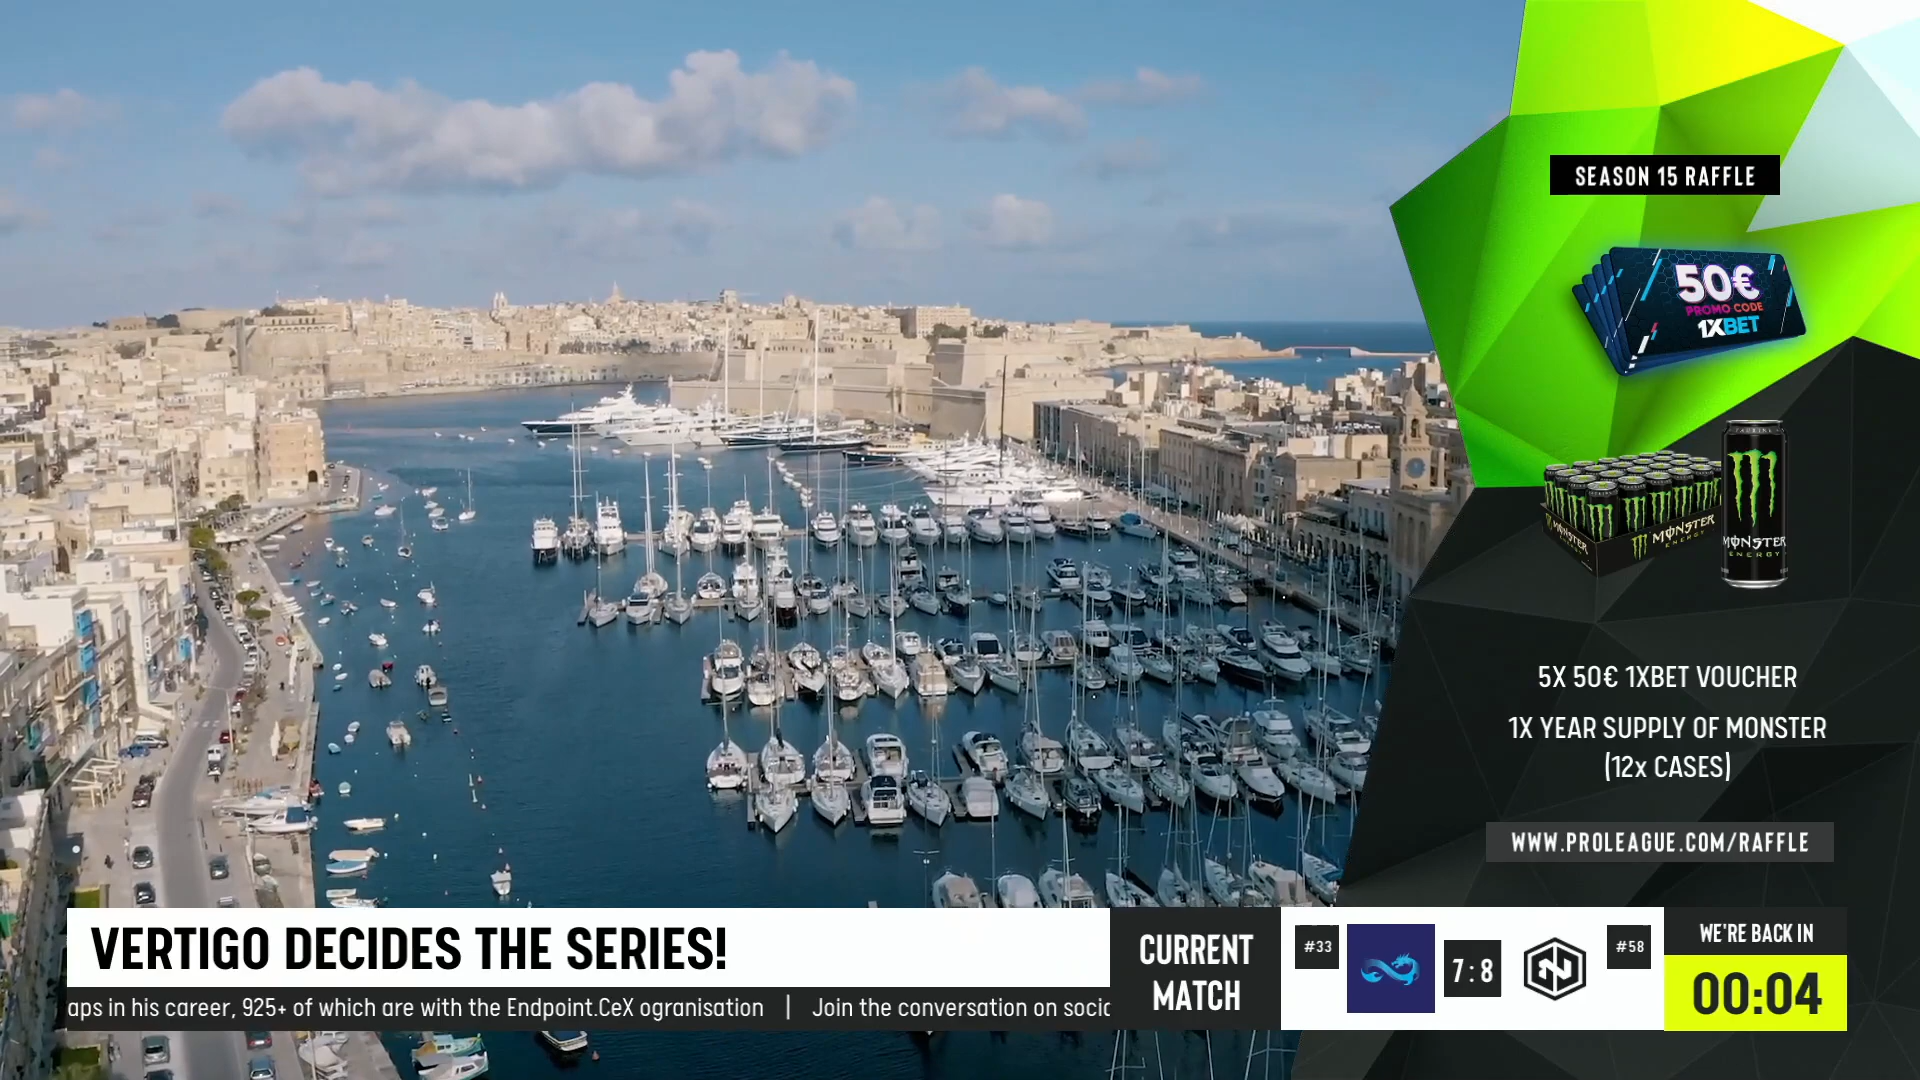 SEASON 15 RAFFLE
50€
PROMO CODE
1XBET
MONSTER
ENERGY
MONSTER
ENERGY
5X 50€ 1XBET VOUCHER
1X YEAR SUPPLY OF MONSTER
(12x CASES)
WWW.PROLEAGUE.COM/RAFFLE
VERTIGO DECIDES THE SERIES!
aps in his career, 925+ of which are with the Endpoint.CeX ogranisation | Join the conversation on socia
CURRENT
MATCH
#33
7:8
#58
WE'RE BACK IN
00:04